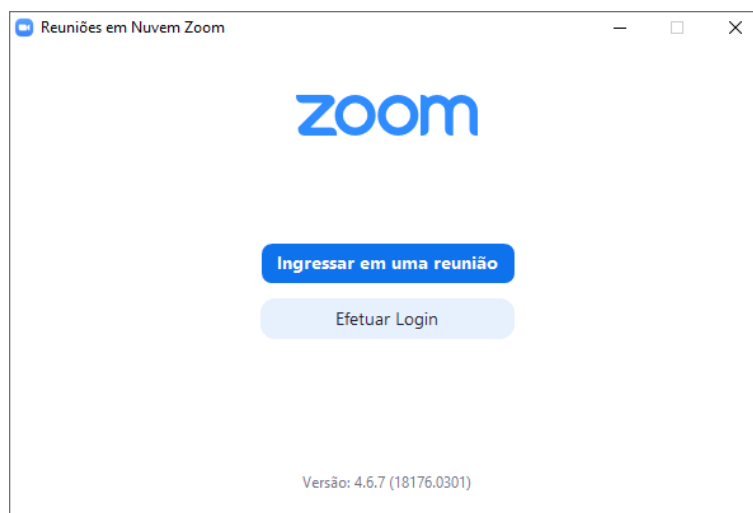 Reuniões em Nuvem Zoom
zoom
Ingressar em uma reunião
Efetuar Login
Versão: 4.6.7 (18176.0301)